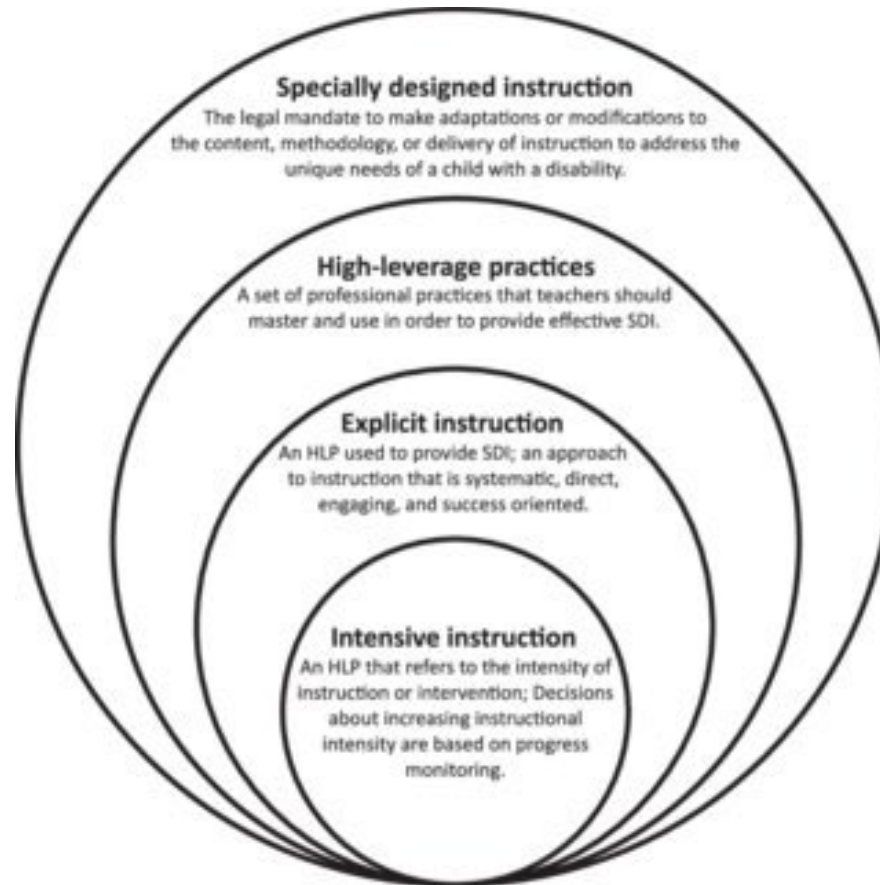 Specially designed instruction
The legal mandate to make adaptations or modifications to
the content, methodology, or delivery of instruction to address the
unique needs of a child with a disability.
High-leverage practices
A set of professional practices that teachers should
master and use in order to provide effective SDI.
Explicit instruction
An HLP used to provide SDI; an approach
to instruction that is systematic, direct,
engaging, and success oriented.
Intensive instruction
An HLP that refers to the intensity of
instruction or intervention; Decisions
about increasing instructional
intensity are based on progress
monitoring.